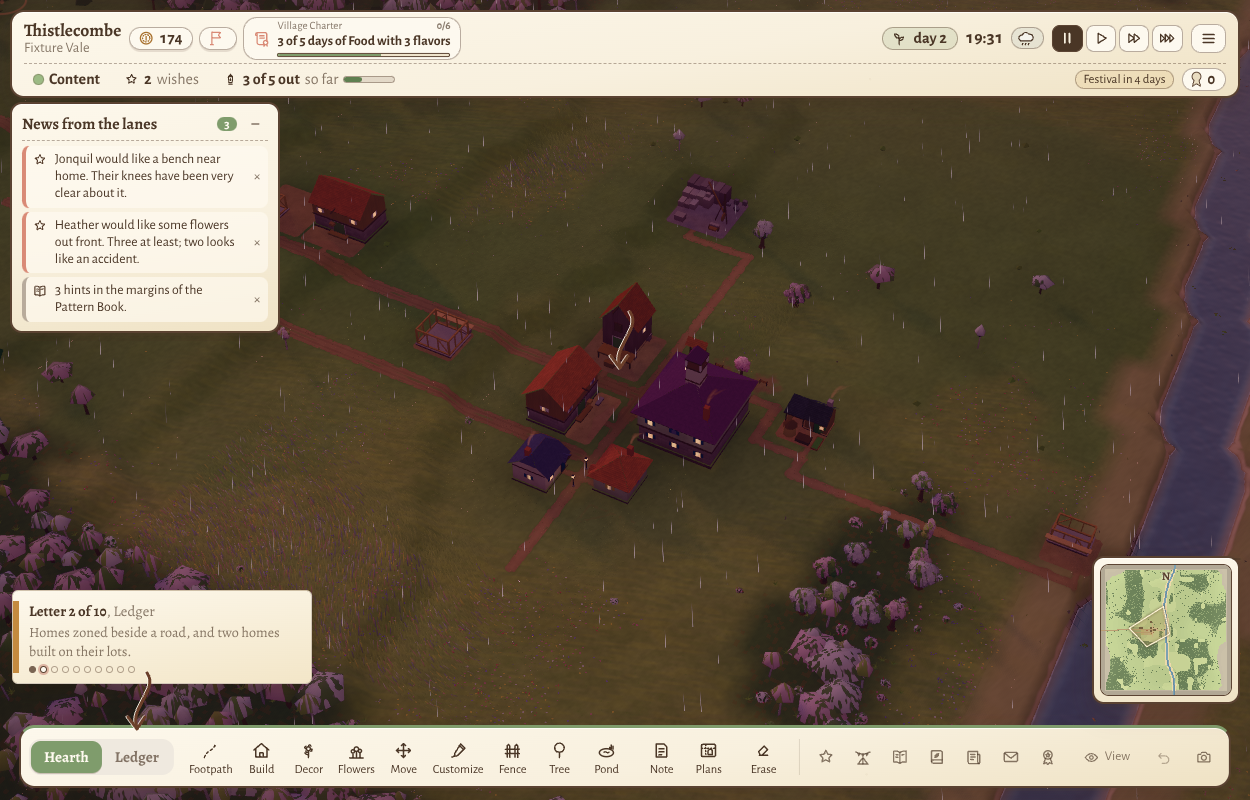 Thistlecombe
Fixture Vale
174
Village Charter
0/6
3 of 5 days of Food with 3 flavors
day 2
19:31
Content
2 wishes
3 of 5 out so far
Festival in 4 days
0
News from the lanes
3
Jonquil would like a bench near
home. Their knees have been very
clear about it.
Heather would like some flowers
out front. Three at least; two looks
like an accident.
3 hints in the margins of the
Pattern Book.
Letter 2 of 10, Ledger
Homes zoned beside a road, and two homes
built on their lots.
N
Hearth
Ledger
Footpath
Build
Decor
Flowers
Move
Customize
Fence
Tree
Pond
Note
Plans
Erase
View